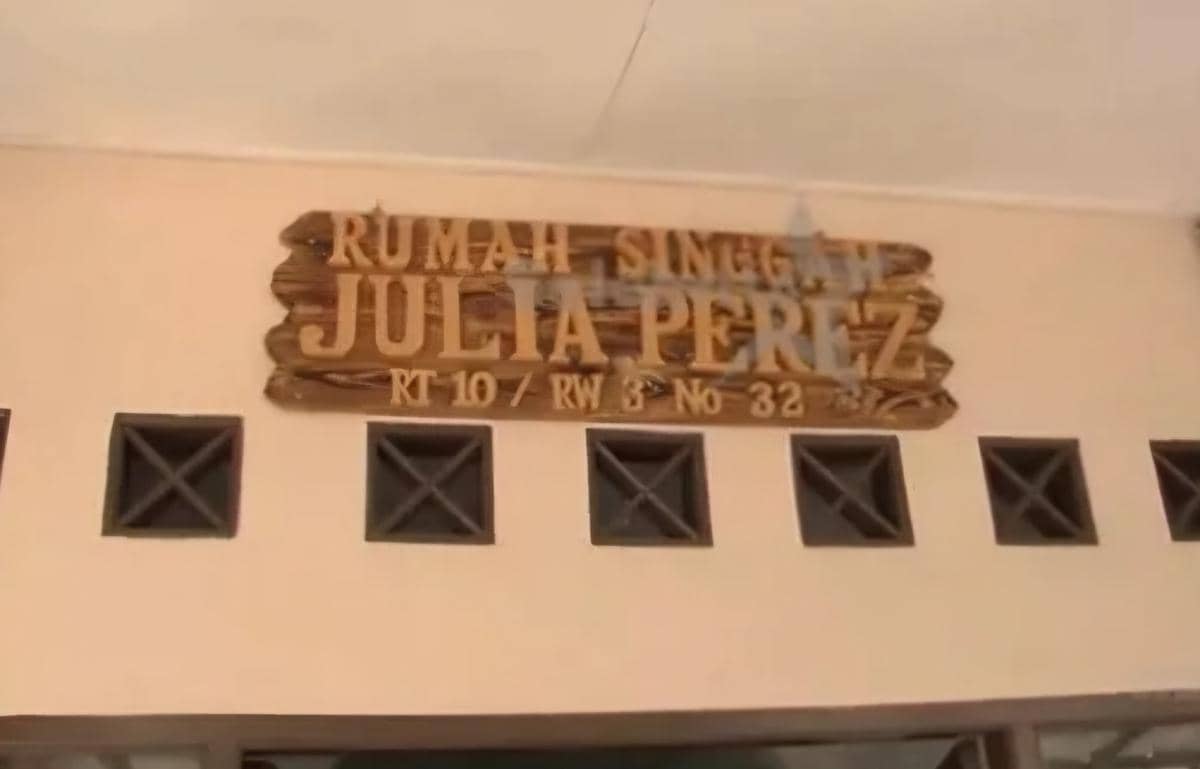 RUMAH SINGGAH
JULIA PEREZ
RT 10 / RW 3 No 32